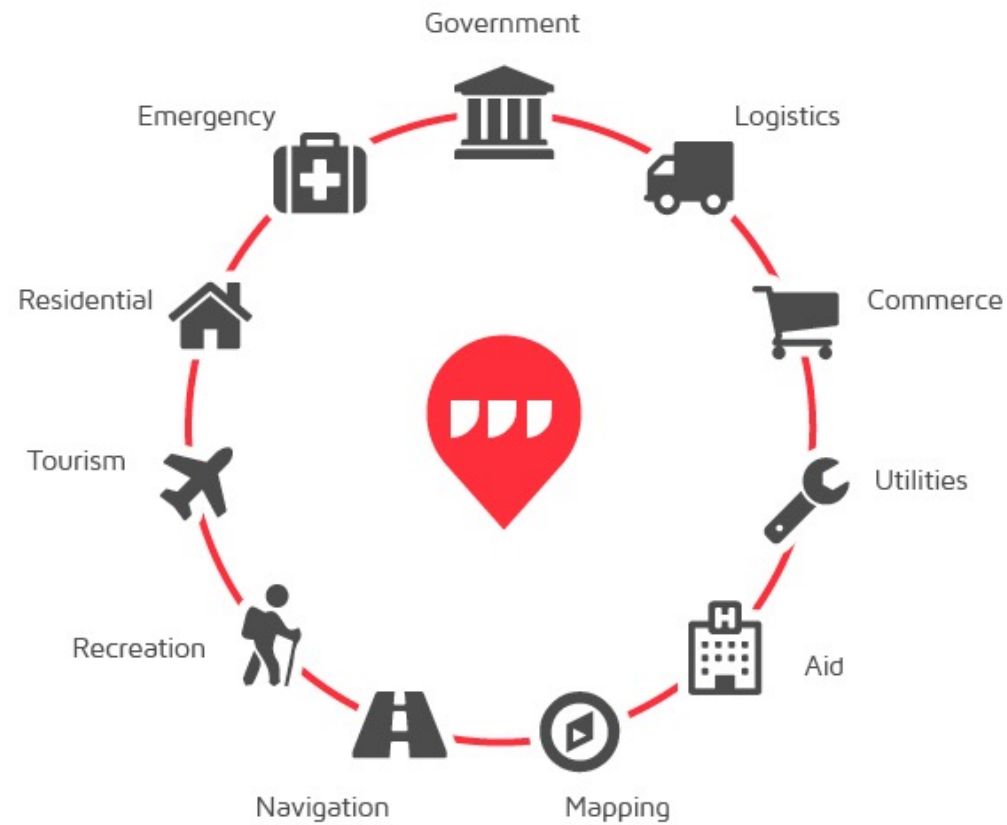 Government
Emergency
Logistics
Residential
Commerce
Tourism
Utilities
Recreation
Aid
Navigation
Mapping
H